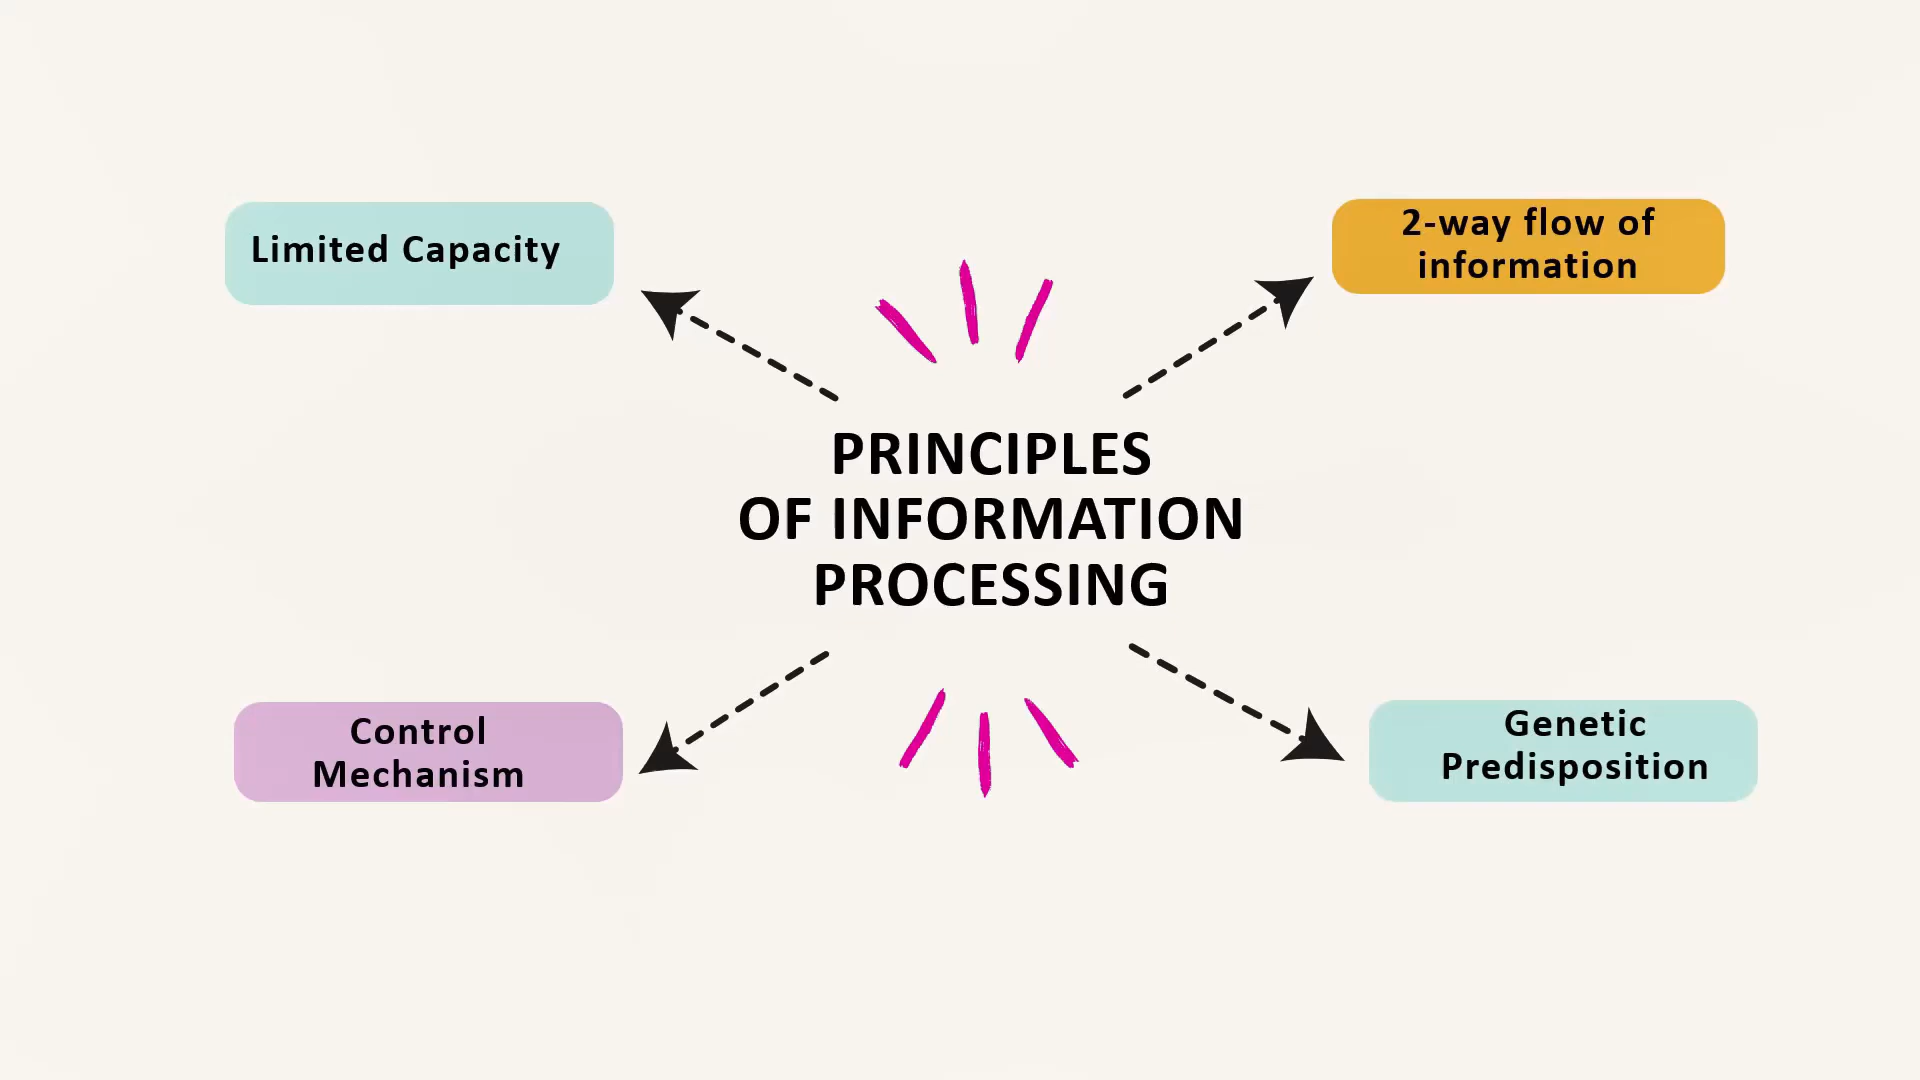 Limited Capacity
2-way flow of
information
PRINCIPLES
OF INFORMATION
PROCESSING
Control
Mechanism
Genetic
Predisposition